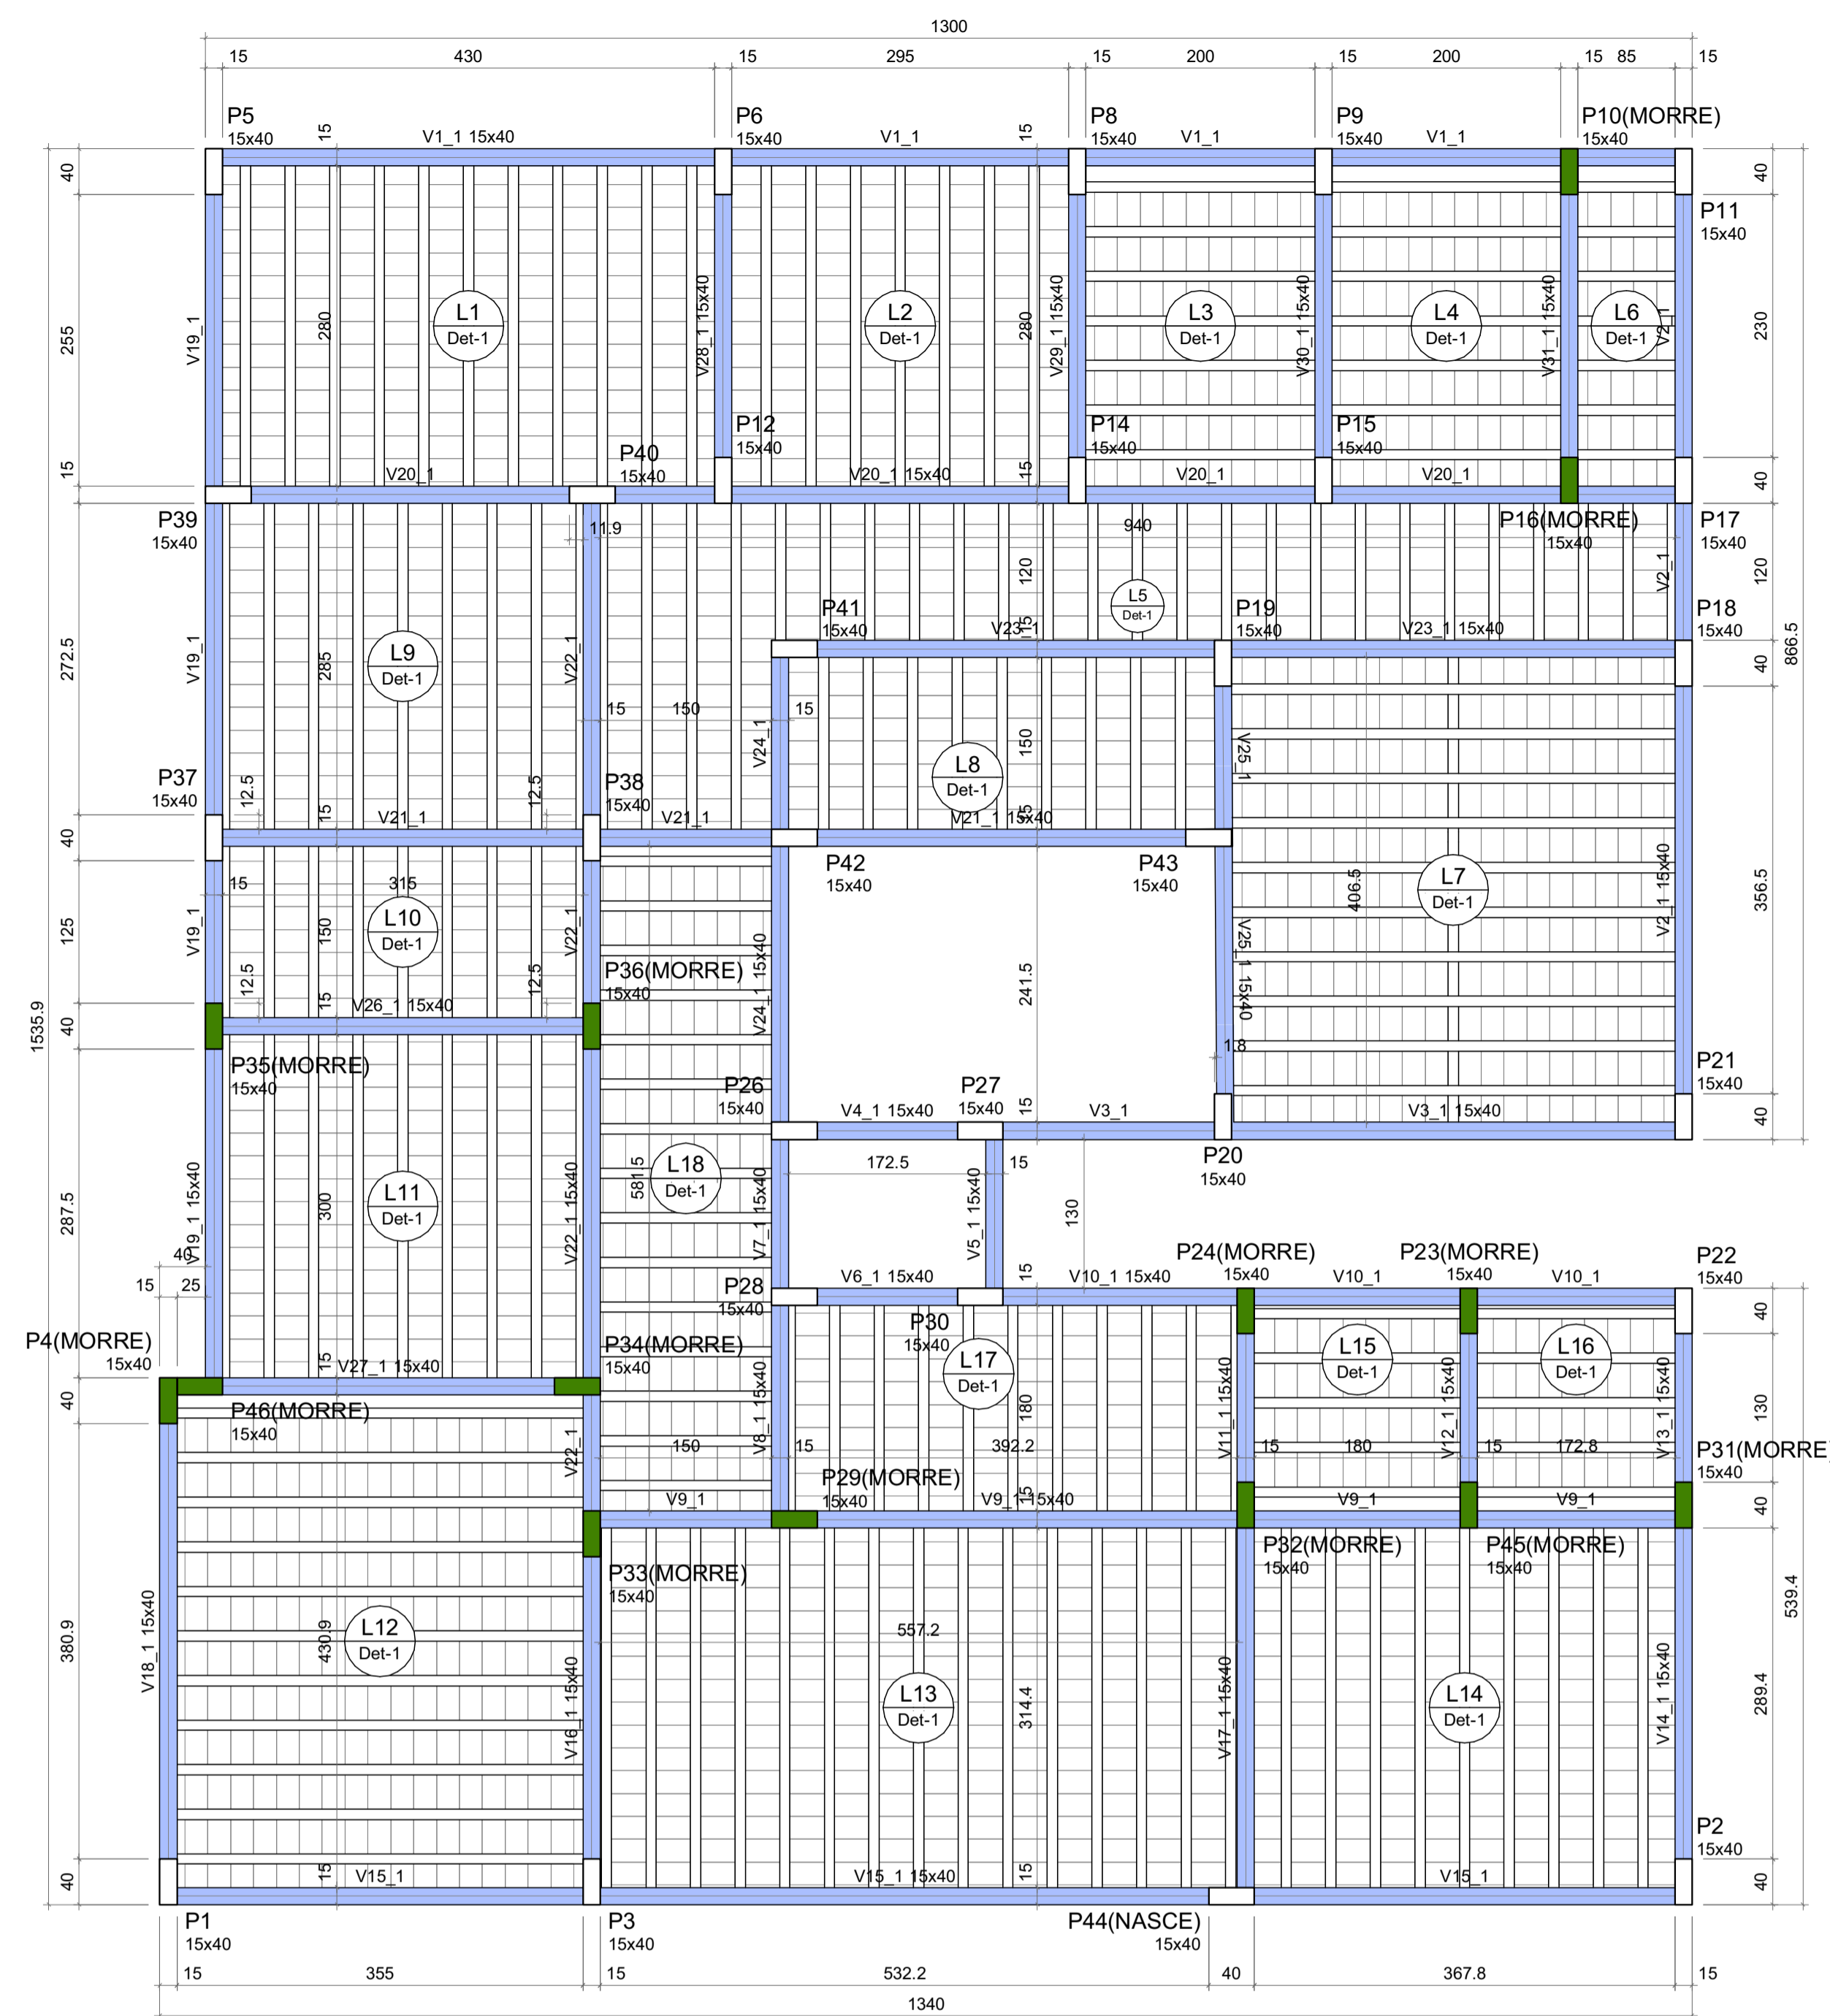 1300
15 430 15 295 15 200 15 200 15 85 15
P5 P6 P8 P9 P10(MORRE)
15x40 15 V1_1 15x40 15x40 V1_1 15 15x40 V1_1 15x40 V1_1 15x40
40 40
P11
15x40
255 V19_1 280 V28_1 15x40 280 V29_1 15x40 V30_1 15x40 V31_1 15x40 V2_1 230
L1 L2 L3 L4 L6
Det-1 Det-1 Det-1 Det-1 Det-1
P12 P14 P15
15x40 15x40 15x40
P40
15x40
15 V20_1 V20_1 15x40 15 V20_1 V20_1 40
P39 P16(MORRE) P17
15x40 11.9 940 15x40 15x40
120 V2_1 120
P41 L5 P19 P18
15x40 Det-1 15x40 15x40
V23_1 15 V23_1 15x40
272.5 V19_1 285 V22_1 40 866.5
L9
Det-1
15 150 15
V24_1 150 V25_1
L8
Det-1
P37 P38
15x40 12.5 12.5 15x40
15 V21_1 V21_1 V21_1 15x40 15
40 P42 P43
15x40 15x40
15 315
125 V19_1 150 V22_1
L10
Det-1
406.5 L7 V2_1 15x40 356.5
Det-1
12.5 12.5 V24_1 15x40 241.5 V25_1 15x40
P36(MORRE)
15x40
15 V26_1 15x40
1535.9 40
1.8
P35(MORRE) P26 P27 P21
15x40 15x40 15x40 15x40
V4_1 15x40 15 V3_1 V3_1 15x40 40
172.5 15 P20
15x40
287.5 V19_1 15x40 300 V22_1 15x40 581.5 V7_1 15x40 V5_1 15x40 130
L11 L18
Det-1 Det-1
40
15 25
P24(MORRE) P23(MORRE) P22
15x40 15x40 15x40
P28 V6_1 15x40 15 V10_1 15x40 V10_1 V10_1
15x40 40
P4(MORRE) P34(MORRE) P30
15x40 15x40 15x40
15 V27_1 15x40
L17 L15 L16
Det-1 Det-1 Det-1
40 V8_1 15x40 180 V11_1 15x40 V12_1 15x40 V13_1 15x40 130
P46(MORRE)
15x40
V22_1 150 15 392.2 15 180 15 172.8 P31(MORRE)
15x40
P29(MORRE)
15x40
V9_1 V9_1 15x40 15 V9_1 V9_1 40
P33(MORRE) P32(MORRE) P45(MORRE)
15x40 15x40 15x40
380.9 V18_1 15x40 430.9 V16_1 15x40 557.2 314.4 V17_1 15x40 V14_1 15x40 289.4 539.4
L12 L13 L14
Det-1 Det-1 Det-1
P2
15x40
40 15 V15_1 V15_1 15x40 15 V15_1 40
P1 P3 P44(NASCE)
15x40 15x40 15x40
15 355 15 532.2 40 367.8 15
1340